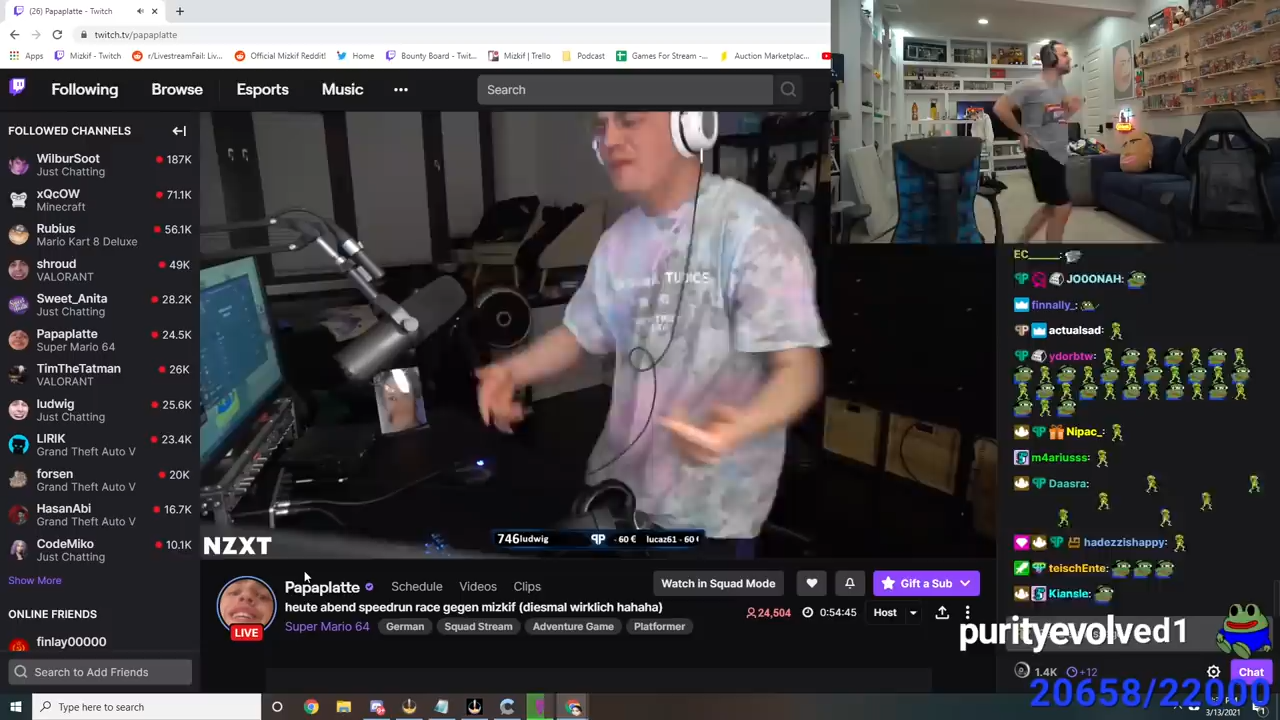 (26) Papaplatte - Twitch
twitch.tv/papaplatte
Apps Mizkif - Twitch r/LivestreamFail: Liv... Official Mizkif Reddit! Home Bounty Board - Twit... Mizkif | Trello Podcast Games For Stream -... Auction Marketplac...
Following Browse Esports Music Search
FOLLOWED CHANNELS
WilburSoot 187K
Just Chatting
xQcOW 71.1K
Minecraft
Rubius 56.1K
Mario Kart 8 Deluxe
shroud 49K
VALORANT
Sweet_Anita 28.2K
Just Chatting
Papaplatte 24.5K
Super Mario 64
TimTheTatman 26K
VALORANT
ludwig 25.6K
Just Chatting
LIRIK 23.4K
Grand Theft Auto V
forsen 20K
Grand Theft Auto V
HasanAbi 16.7K
Grand Theft Auto V
CodeMiko 10.1K
Just Chatting
Show More
ONLINE FRIENDS
finlay00000
Search to Add Friends
NZXT
746 ludwig - 60 € lucaz61 - 60 €
LIVE
Papaplatte Schedule Videos Clips
Watch in Squad Mode
Gift a Sub
heute abend speedrun race gegen mizkif (diesmal wirklich hahaha)
24,504 0:54:45 Host
Super Mario 64 German Squad Stream Adventure Game Platformer
EC_____:
JO0ONAH:
finnally_:
actualsad:
ydorbtw:
Nipac_:
m4ariusss:
Daasra:
hadezzishappy:
teischEnte:
Kiansle:
purityevolved1
1.4K +12 Chat
20658/22000
Type here to search
3/13/2021